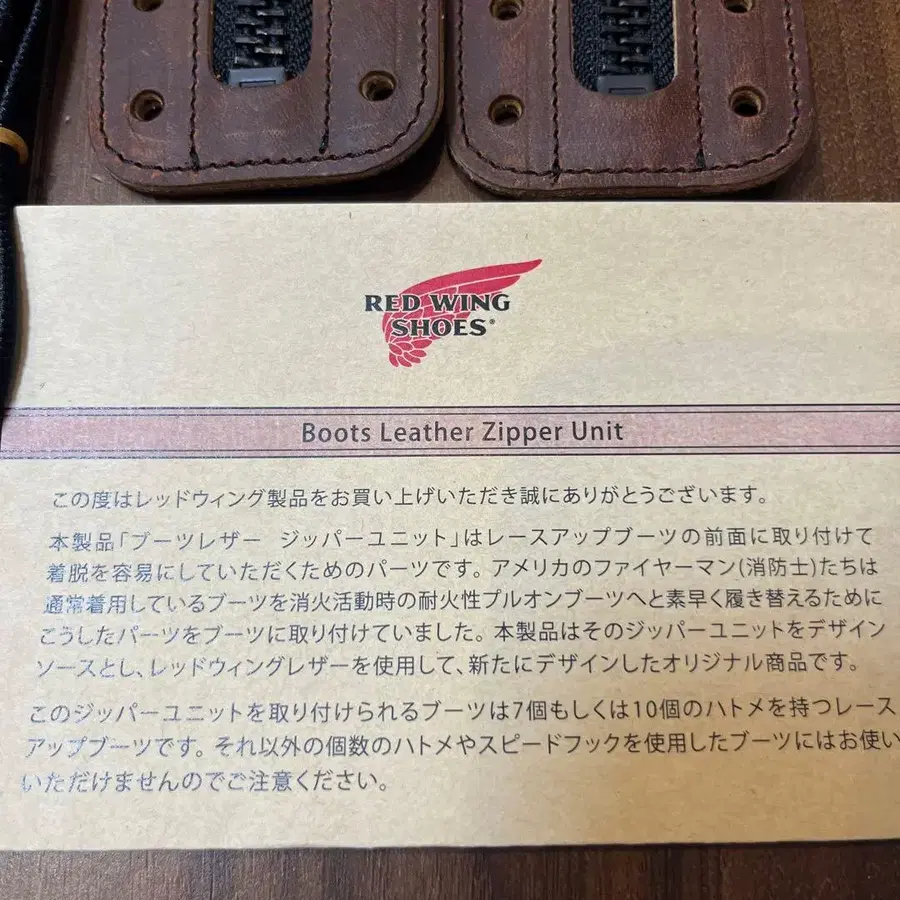 RED WING
SHOES®
Boots Leather Zipper Unit
この度はレッドウィング製品をお買い上げいただき誠にありがとうございます。
本製品「ブーツレザー ジッパーユニット」はレースアップブーツの前面に取り付けて
着脱を容易にしていただくためのパーツです。アメリカのファイヤーマン(消防士)たちは
通常着用しているブーツを消火活動時の耐火性プルオンブーツへと素早く履き替えるために
こうしたパーツをブーツに取り付けていました。本製品はそのジッパーユニットをデザイン
ソースとし、レッドウィングレザーを使用して、新たにデザインしたオリジナル商品です。
このジッパーユニットを取り付けられるブーツは7個もしくは10個のハトメを持つレース
アップブーツです。それ以外の個数のハトメやスピードフックを使用したブーツにはお使い
いただけませんのでご注意ください。